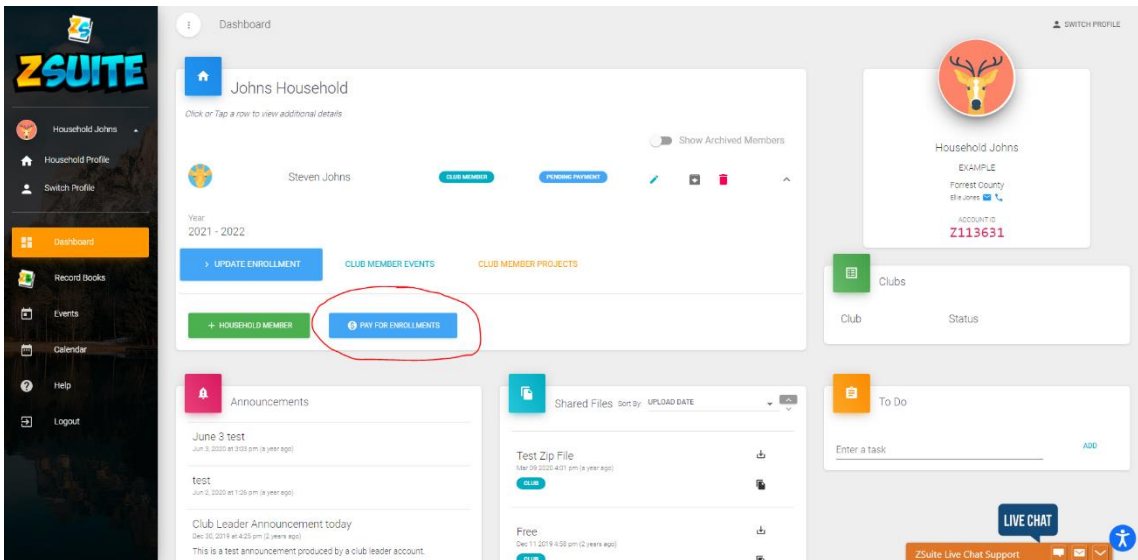 ZSUITE
Household Johns
Household Profile
Switch Profile
Dashboard
Record Books
Events
Calendar
Help
Logout
Dashboard
SWITCH PROFILE
Johns Household
Click or Tap a row to view additional details
Show Archived Members
Steven Johns CLUB MEMBER PENDING PAYMENT
Year
2021 - 2022
> UPDATE ENROLLMENT CLUB MEMBER EVENTS CLUB MEMBER PROJECTS
+ HOUSEHOLD MEMBER PAY FOR ENROLLMENTS
Household Johns
EXAMPLE
Forrest County
Ellie Jones
ACCOUNT ID
Z113631
Clubs
Club Status
Announcements
June 3 test
Jun 3, 2020 at 3:03 pm (a year ago)
test
Jun 2, 2020 at 1:26 pm (a year ago)
Club Leader Announcement today
Dec 30, 2019 at 4:25 pm (2 years ago)
This is a test announcement produced by a club leader account.
Shared Files Sort By UPLOAD DATE
Test Zip File
Mar 09 2020 4:01 pm (a year ago)
CLUB
Free
Dec 11 2019 4:58 pm (2 years ago)
CLUB
To Do
Enter a task ADD
LIVE CHAT
ZSuite Live Chat Support